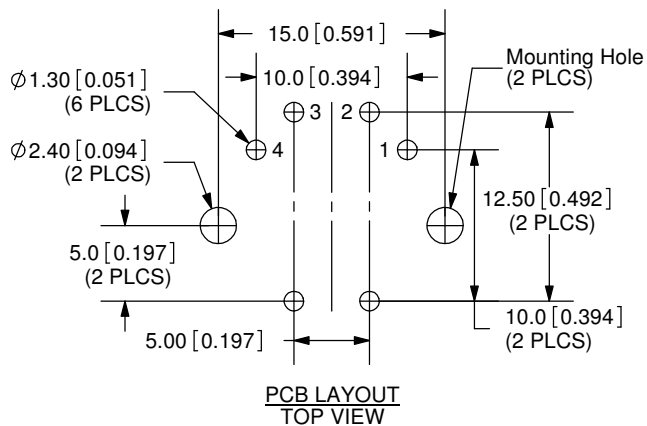 15.0 [0.591]
Mounting Hole
(2 PLCS)
Ø1.30 [0.051]
(6 PLCS)
10.0 [0.394]
3 2
Ø2.40 [0.094]
(2 PLCS)
4 1
12.50 [0.492]
(2 PLCS)
5.0 [0.197]
(2 PLCS)
10.0 [0.394]
(2 PLCS)
5.00 [0.197]
PCB LAYOUT
TOP VIEW